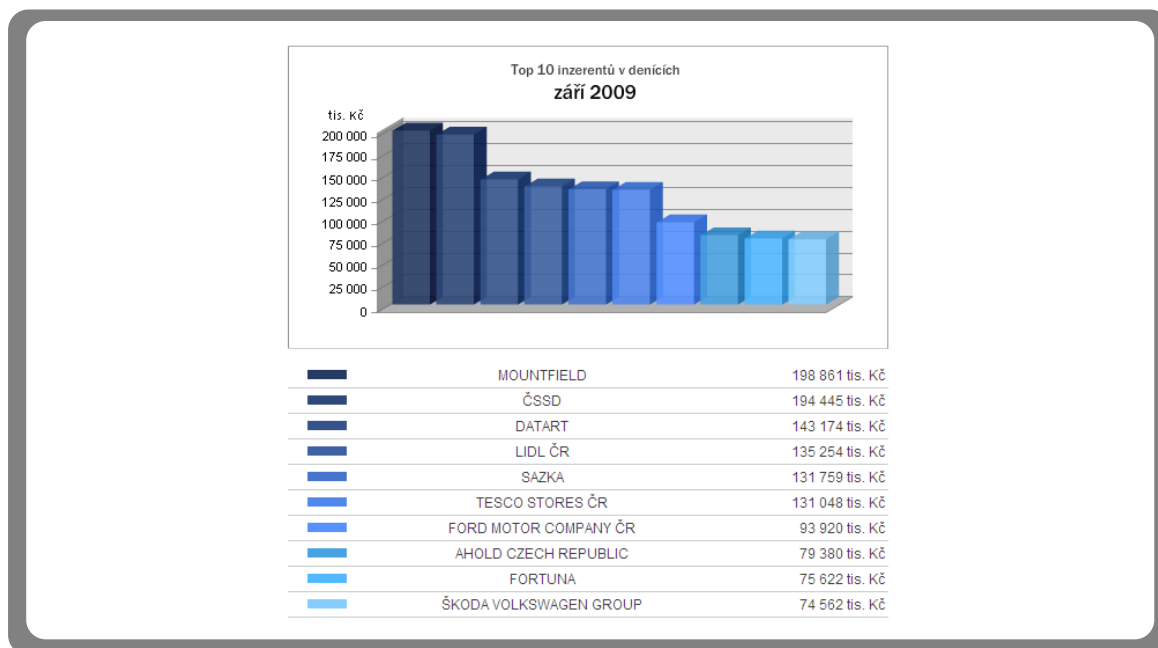 Top 10 inzerentů v denících
září 2009
tis. Kč
200 000
175 000
150 000
125 000
100 000
75 000
50 000
25 000
0
MOUNTFIELD 198 861 tis. Kč
ČSSD 194 445 tis. Kč
DATART 143 174 tis. Kč
LIDL ČR 135 254 tis. Kč
SAZKA 131 759 tis. Kč
TESCO STORES ČR 131 048 tis. Kč
FORD MOTOR COMPANY ČR 93 920 tis. Kč
AHOLD CZECH REPUBLIC 79 380 tis. Kč
FORTUNA 75 622 tis. Kč
ŠKODA VOLKSWAGEN GROUP 74 562 tis. Kč